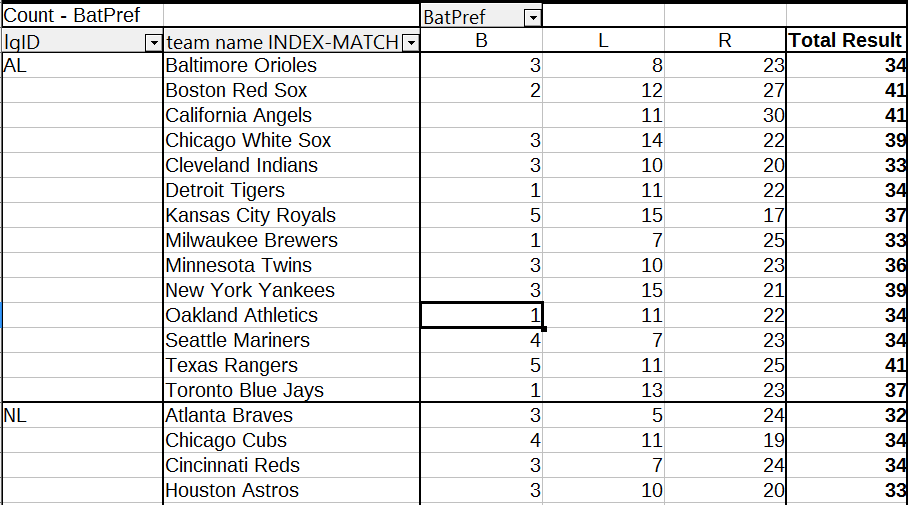 Count - BatPref BatPref
lgID team name INDEX-MATCH B L R Total Result
AL Baltimore Orioles 3 8 23 34
Boston Red Sox 2 12 27 41
California Angels 11 30 41
Chicago White Sox 3 14 22 39
Cleveland Indians 3 10 20 33
Detroit Tigers 1 11 22 34
Kansas City Royals 5 15 17 37
Milwaukee Brewers 1 7 25 33
Minnesota Twins 3 10 23 36
New York Yankees 3 15 21 39
Oakland Athletics 1 11 22 34
Seattle Mariners 4 7 23 34
Texas Rangers 5 11 25 41
Toronto Blue Jays 1 13 23 37
NL Atlanta Braves 3 5 24 32
Chicago Cubs 4 11 19 34
Cincinnati Reds 3 7 24 34
Houston Astros 3 10 20 33